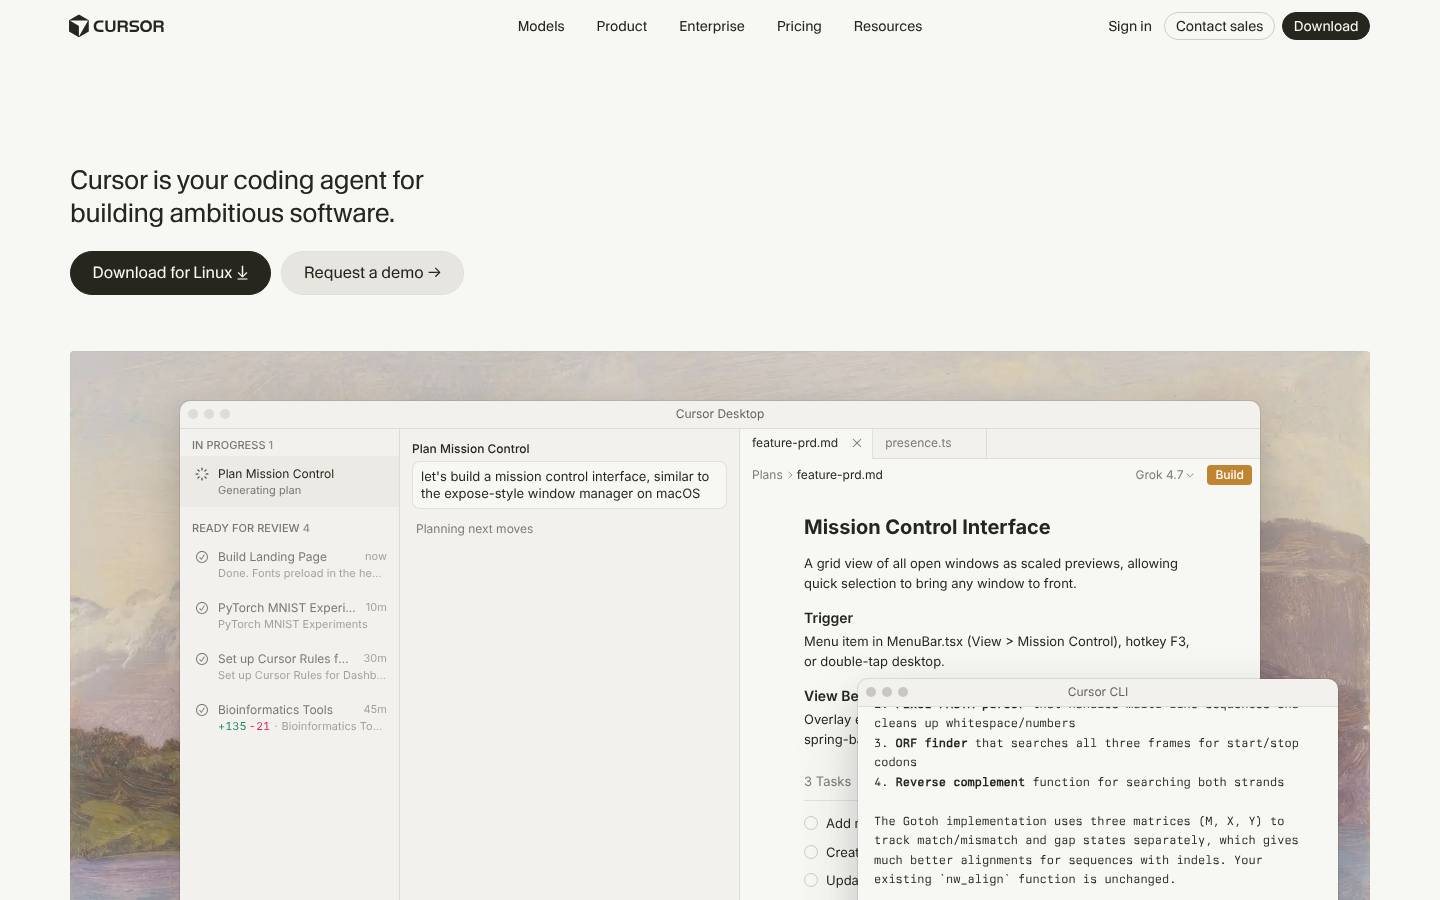 CURSOR
Models
Product
Enterprise
Pricing
Resources
Sign in
Contact sales
Download
Cursor is your coding agent for
building ambitious software.
Download for Linux ↓
Request a demo →
Cursor Desktop
IN PROGRESS 1
Plan Mission Control
Generating plan
READY FOR REVIEW 4
Build Landing Page now
Done. Fonts preload in the he...
PyTorch MNIST Experi... 10m
PyTorch MNIST Experiments
Set up Cursor Rules f... 30m
Set up Cursor Rules for Dashb...
Bioinformatics Tools 45m
+135 -21 · Bioinformatics To...
Plan Mission Control
let's build a mission control interface, similar to
the expose-style window manager on macOS
Planning next moves
feature-prd.md
presence.ts
Plans > feature-prd.md
Grok 4.7
Build
Mission Control Interface
A grid view of all open windows as scaled previews, allowing
quick selection to bring any window to front.
Trigger
Menu item in MenuBar.tsx (View > Mission Control), hotkey F3,
or double-tap desktop.
View Be
Overlay
spring-ba
3 Tasks
Add
Creat
Upda
Cursor CLI
cleans up whitespace/numbers
3. ORF finder that searches all three frames for start/stop
codons
4. Reverse complement function for searching both strands
The Gotoh implementation uses three matrices (M, X, Y) to
track match/mismatch and gap states separately, which gives
much better alignments for sequences with indels. Your
existing `nw_align` function is unchanged.